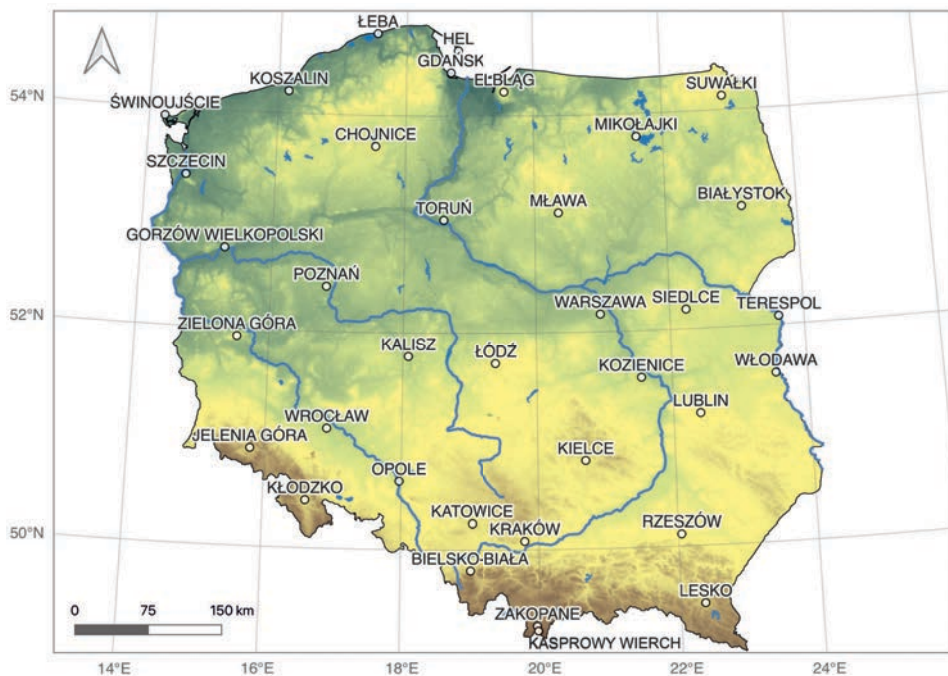 ŁEBA
HEL
GDAŃSK
KOSZALIN
ELBLĄG
SUWAŁKI
54°N
ŚWINOUJŚCIE
CHOJNICE
MIKOŁAJKI
SZCZECIN
BIAŁYSTOK
MŁAWA
TORUŃ
GORZÓW WIELKOPOLSKI
POZNAŃ
WARSZAWA
SIEDLCE
TERESPOL
52°N
ZIELONA GÓRA
KALISZ
ŁÓDŹ
KOZIENICE
WŁODAWA
LUBLIN
WROCŁAW
JELENIA GÓRA
KIELCE
OPOLE
KŁODZKO
KATOWICE
RZESZÓW
50°N
KRAKÓW
BIELSKO-BIAŁA
LESKO
0 75 150 km
ZAKOPANE
KASPROWY WIERCH
14°E 16°E 18°E 20°E 22°E 24°E